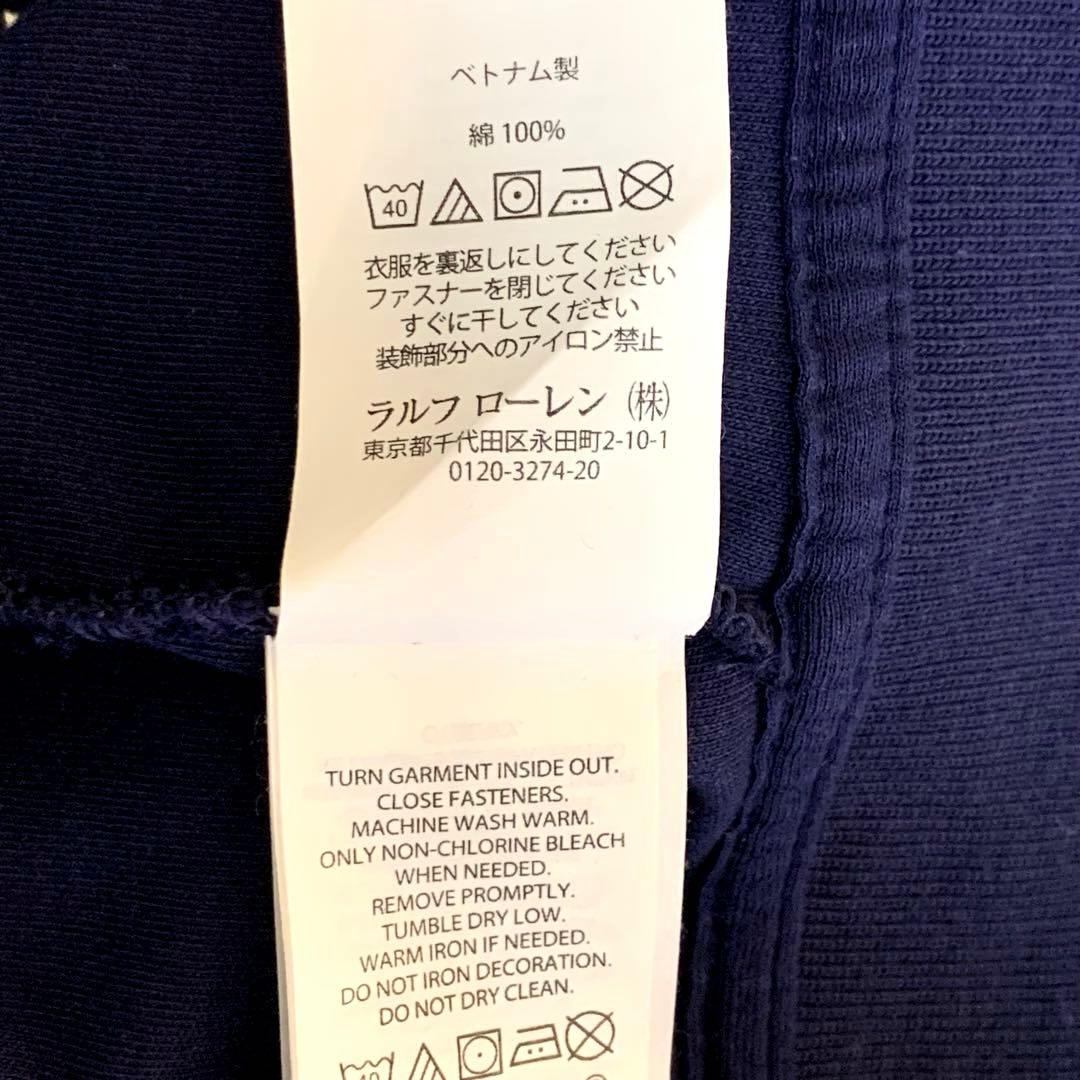 ベトナム製
綿 100%
40
衣服を裏返しにしてください
ファスナーを閉じてください
すぐに干してください
装飾部分へのアイロン禁止
ラルフ ローレン (株)
東京都千代田区永田町2-10-1
0120-3274-20
TURN GARMENT INSIDE OUT.
CLOSE FASTENERS.
MACHINE WASH WARM.
ONLY NON-CHLORINE BLEACH
WHEN NEEDED.
REMOVE PROMPTLY.
TUMBLE DRY LOW.
WARM IRON IF NEEDED.
DO NOT IRON DECORATION.
DO NOT DRY CLEAN.
40